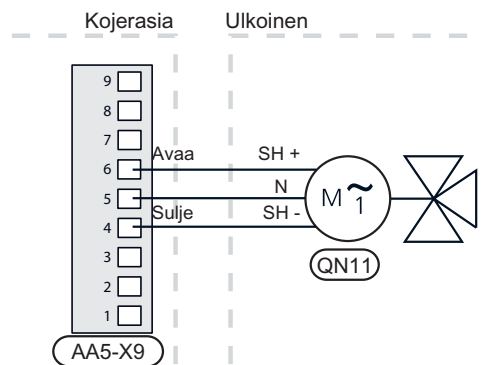 Kojerasia Ulkoinen
9
8
7
6 Avaa SH +
5 N
4 Sulje SH -
3
2
1
M ~ 1
QN11
AA5-X9